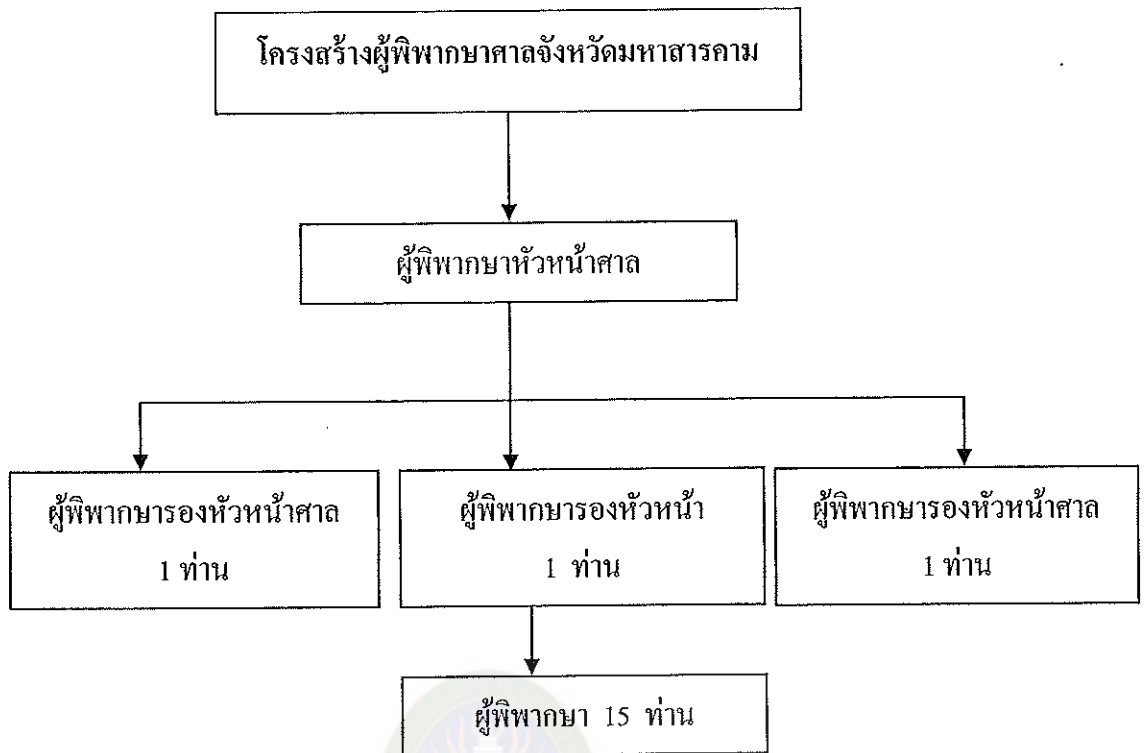 โครงสร้างผู้พิพากษาศาลจังหวัดมหาสารคาม
ผู้พิพากษาหัวหน้าศาล
ผู้พิพากษารองหัวหน้าศาล
1 ท่าน
ผู้พิพากษารองหัวหน้า
1 ท่าน
ผู้พิพากษารองหัวหน้าศาล
1 ท่าน
ผู้พิพากษา 15 ท่าน